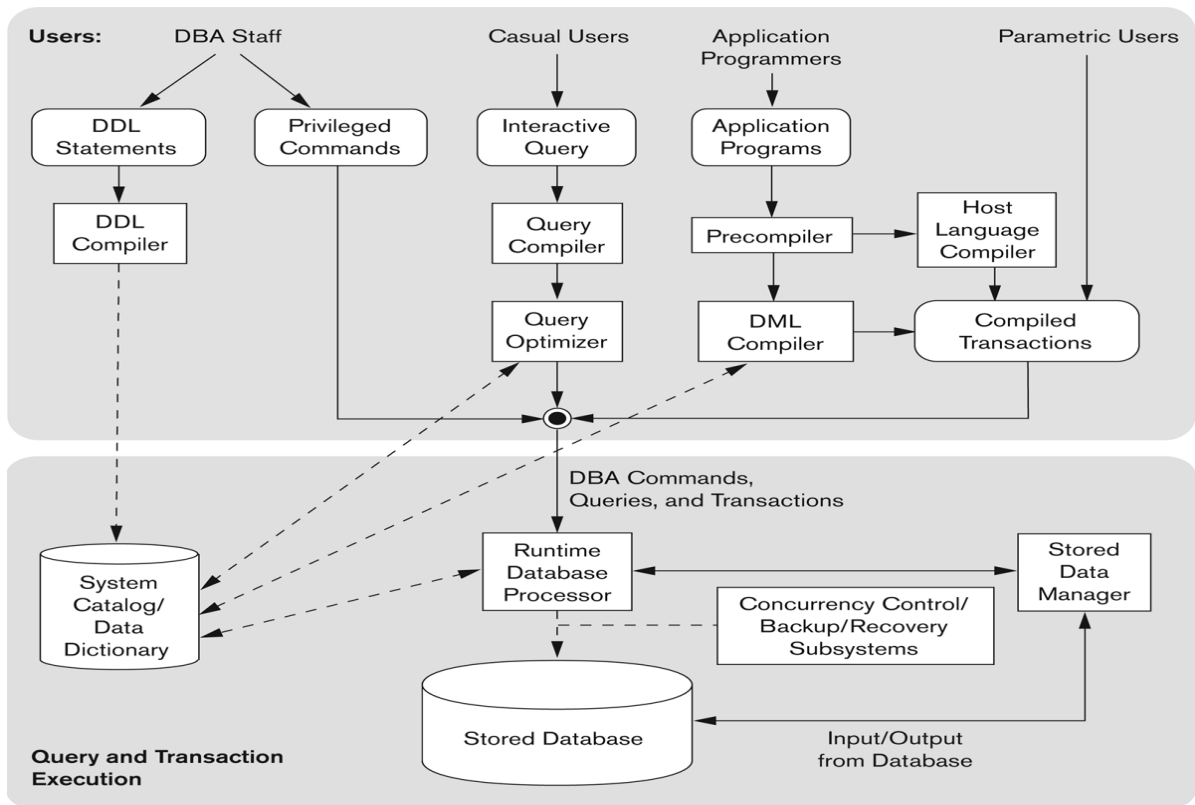 Users:
DBA Staff
Casual Users
Application
Programmers
Parametric Users
DDL
Statements
Privileged
Commands
Interactive
Query
Application
Programs
DDL
Compiler
Query
Compiler
Precompiler
Host
Language
Compiler
Query
Optimizer
DML
Compiler
Compiled
Transactions
DBA Commands,
Queries, and Transactions
System
Catalog/
Data
Dictionary
Runtime
Database
Processor
Stored
Data
Manager
Concurrency Control/
Backup/Recovery
Subsystems
Stored Database
Input/Output
from Database
Query and Transaction
Execution